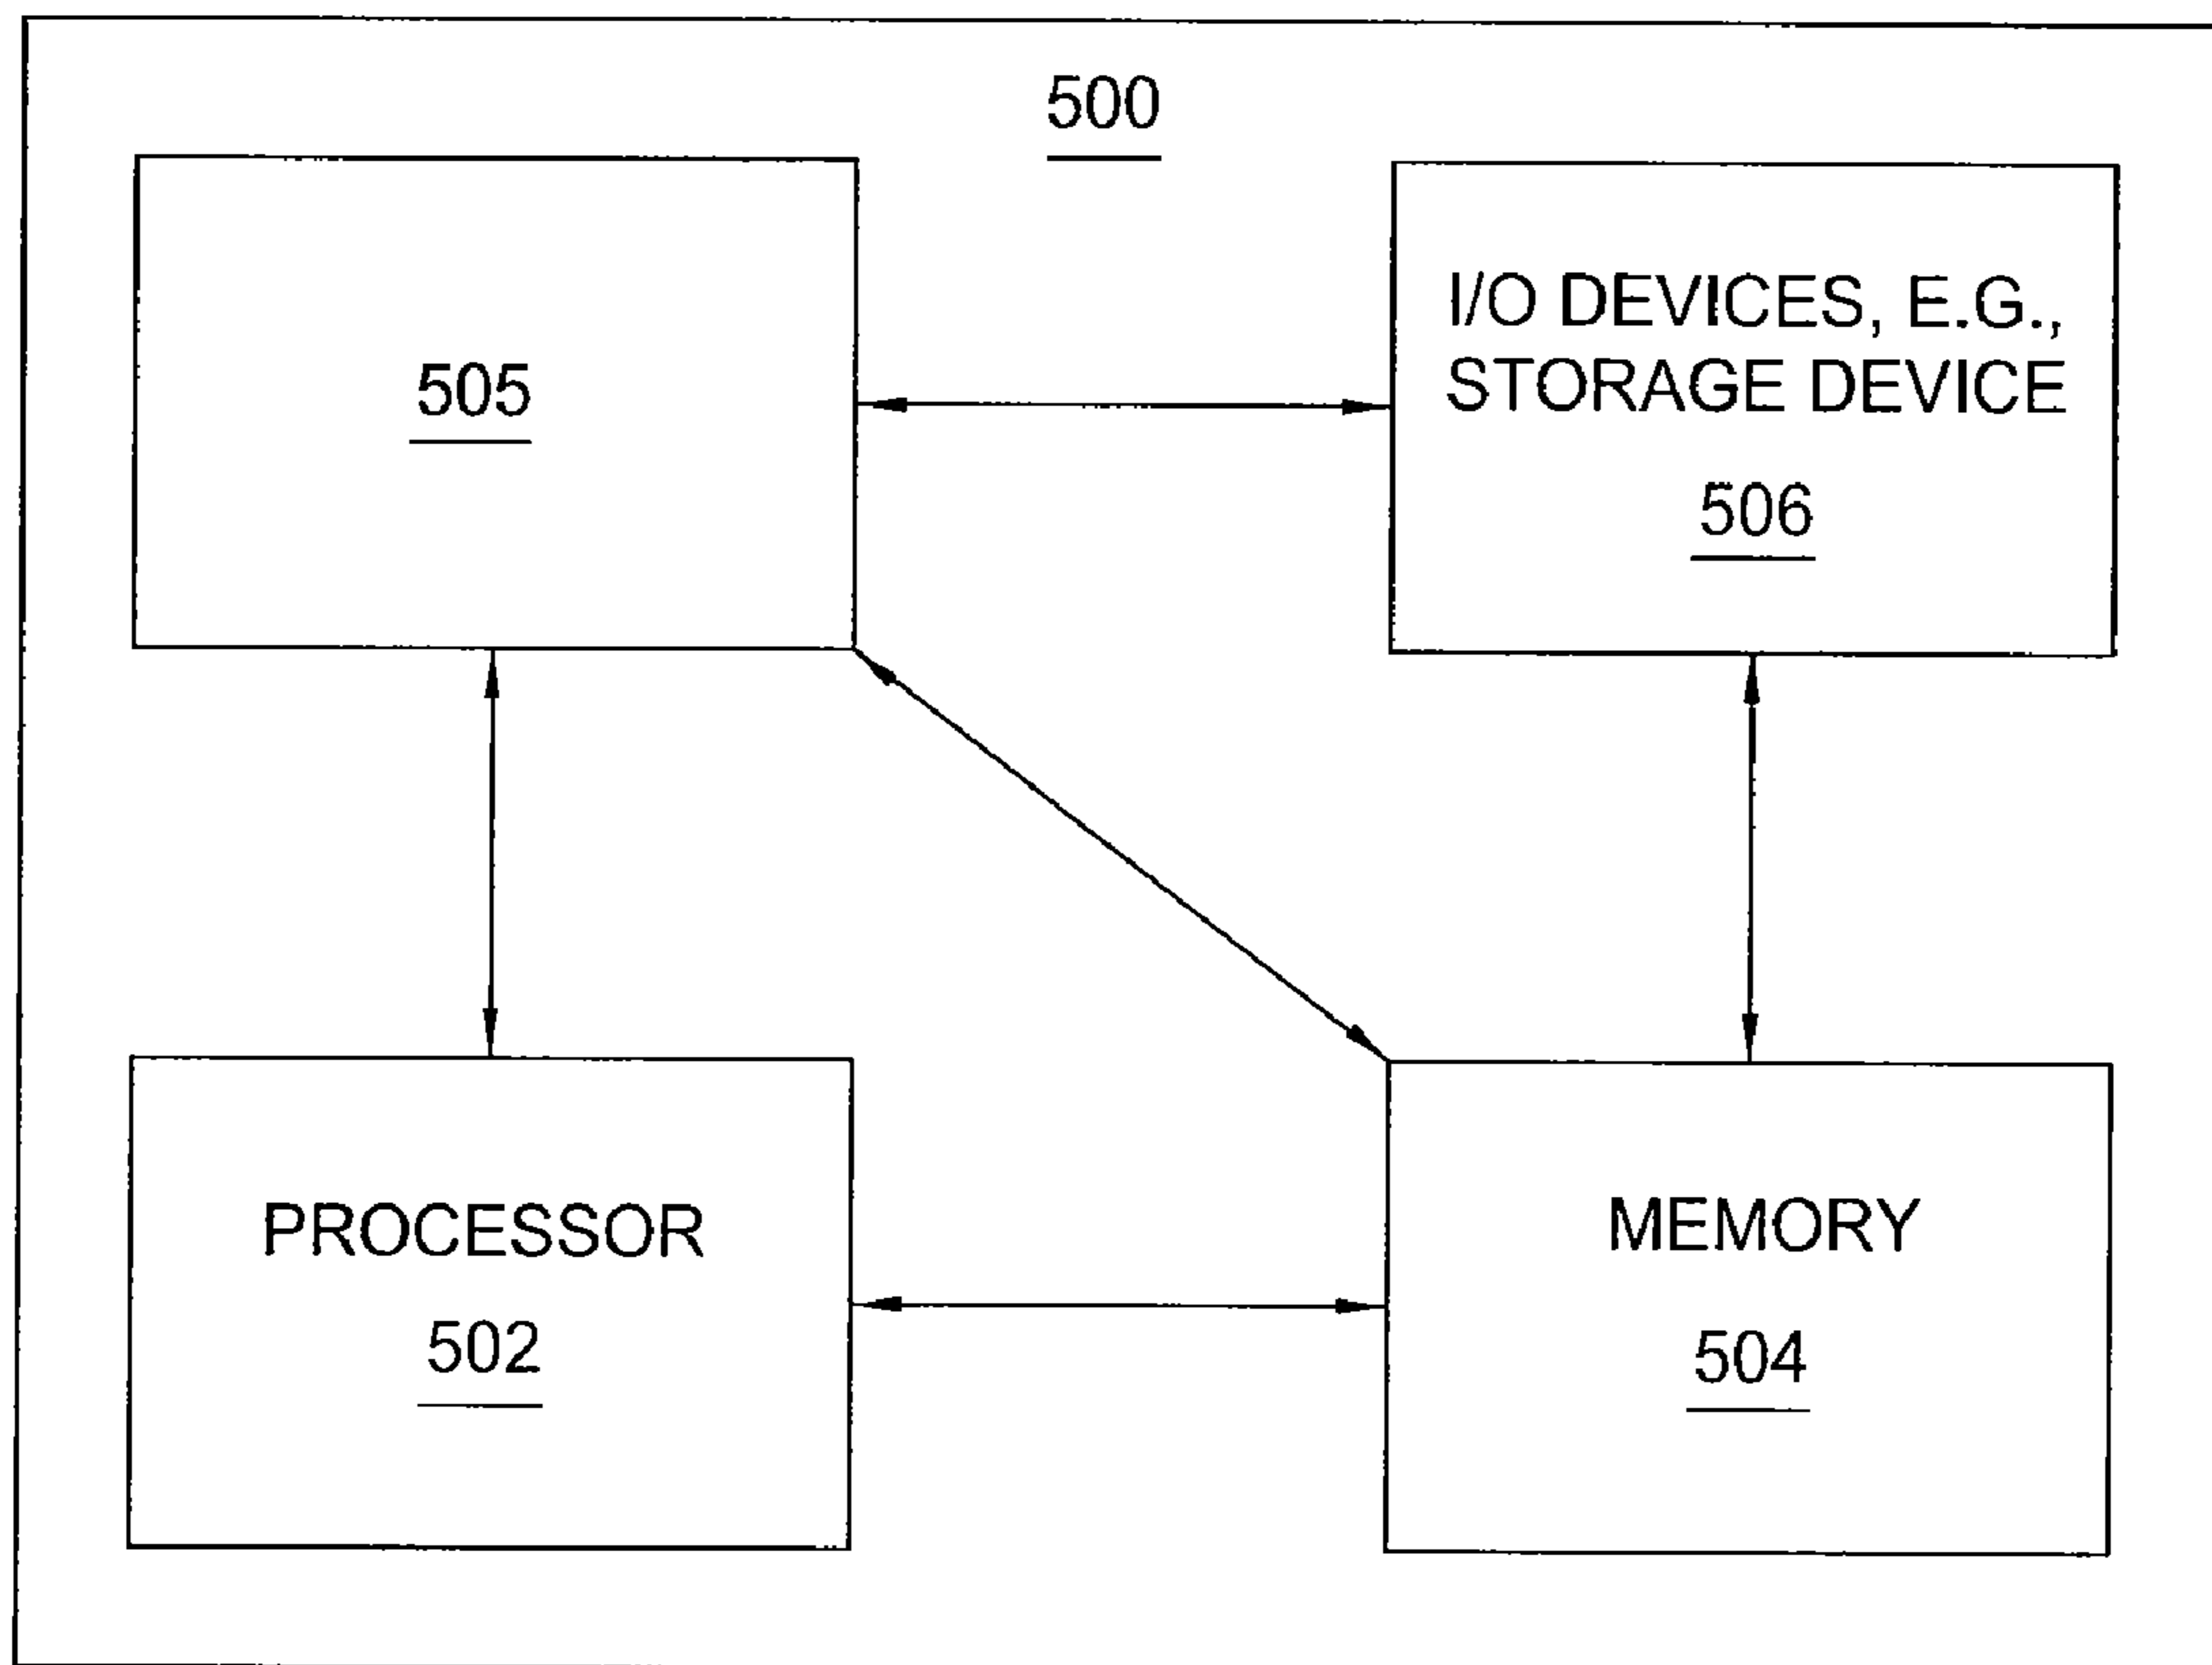 500
505
I/O DEVICES, E.G.,
STORAGE DEVICE
506
PROCESSOR
502
MEMORY
504